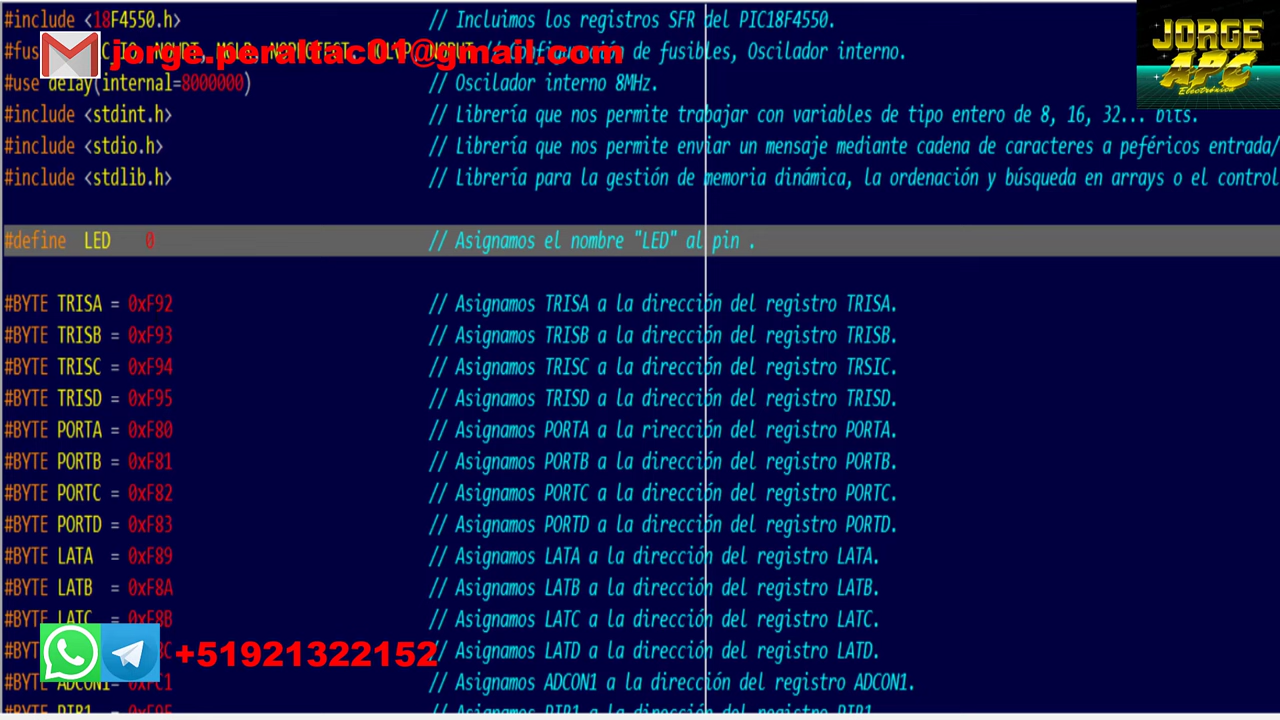 #include <18F4550.h> // Incluimos los registros SFR del PIC18F4550.
jorge.peraltac01@gmail.com
de fusibles, Oscilador interno.
JORGE
APC
Electrónica
#use delay(internal=8000000) // Oscilador interno 8MHz.
#include <stdint.h> // Librería que nos permite trabajar con variables de tipo entero de 8, 16, 32... bits.
#include <stdio.h> // Librería que nos permite enviar un mensaje mediante cadena de caracteres a peféricos entrada/
#include <stdlib.h> // Librería para la gestión de memoria dinámica, la ordenación y búsqueda en arrays o el control
#define LED 0 // Asignamos el nombre "LED" al pin .
#BYTE TRISA = 0xF92 // Asignamos TRISA a la dirección del registro TRISA.
#BYTE TRISB = 0xF93 // Asignamos TRISB a la dirección del registro TRISB.
#BYTE TRISC = 0xF94 // Asignamos TRISC a la dirección del registro TRSIC.
#BYTE TRISD = 0xF95 // Asignamos TRISD a la dirección del registro TRISD.
#BYTE PORTA = 0xF80 // Asignamos PORTA a la rirección del registro PORTA.
#BYTE PORTB = 0xF81 // Asignamos PORTB a la dirección del registro PORTB.
#BYTE PORTC = 0xF82 // Asignamos PORTC a la dirección del registro PORTC.
#BYTE PORTD = 0xF83 // Asignamos PORTD a la dirección del registro PORTD.
#BYTE LATA = 0xF89 // Asignamos LATA a la dirección del registro LATA.
#BYTE LATB = 0xF8A // Asignamos LATB a la dirección del registro LATB.
#BYTE LATC = 0xF8B // Asignamos LATC a la dirección del registro LATC.
// Asignamos LATD a la dirección del registro LATD.
+51921322152
#BYTE ADCON1= 0xFC1 // Asignamos ADCON1 a la dirección del registro ADCON1.